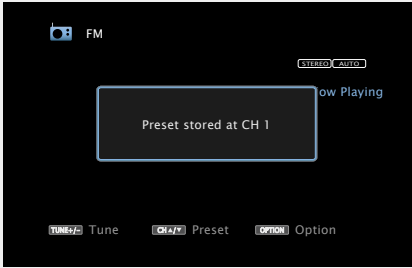 FM
STEREO AUTO
ow Playing
Preset stored at CH 1
TUNE+/- Tune CH▲/▼ Preset OPTION Option